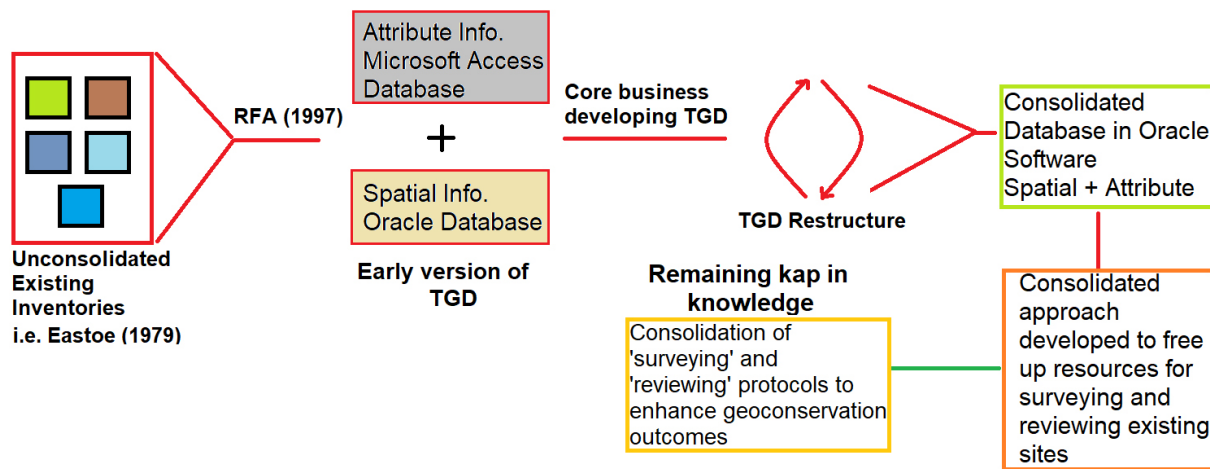 Unconsolidated
Existing
Inventories
i.e. Eastoe (1979)
RFA (1997)
Attribute Info.
Microsoft Access
Database
+
Spatial Info.
Oracle Database
Early version of
TGD
Core business
developing TGD
TGD Restructure
Consolidated
Database in Oracle
Software
Spatial + Attribute
Consolidated
approach
developed to free
up resources for
surveying and
reviewing existing
sites
Remaining kap in
knowledge
Consolidation of
'surveying' and
'reviewing' protocols to
enhance geoconservation
outcomes